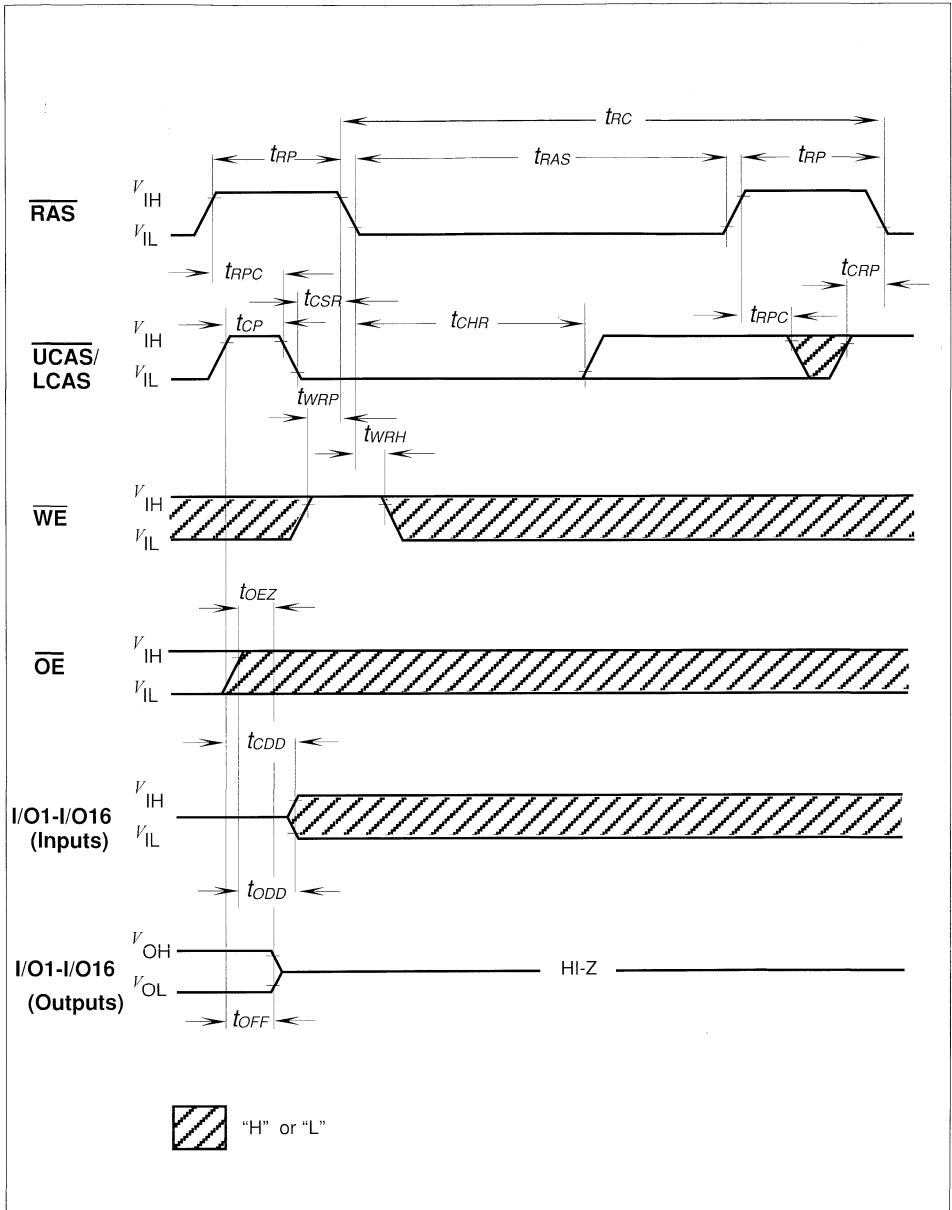 tRC
tRP tRAS tRP
RAS VIH
VIL
tRPC tCRP
tCSR
tCP tCHR tRPC
UCAS/ VIH
LCAS VIL
tWRP
tWRH
WE VIH
VIL
tOEZ
OE VIH
VIL
tCDD
I/O1-I/O16 VIH
(Inputs) VIL
tODD
I/O1-I/O16 VOH
HI-Z
(Outputs) VOL
tOFF
"H" or "L"